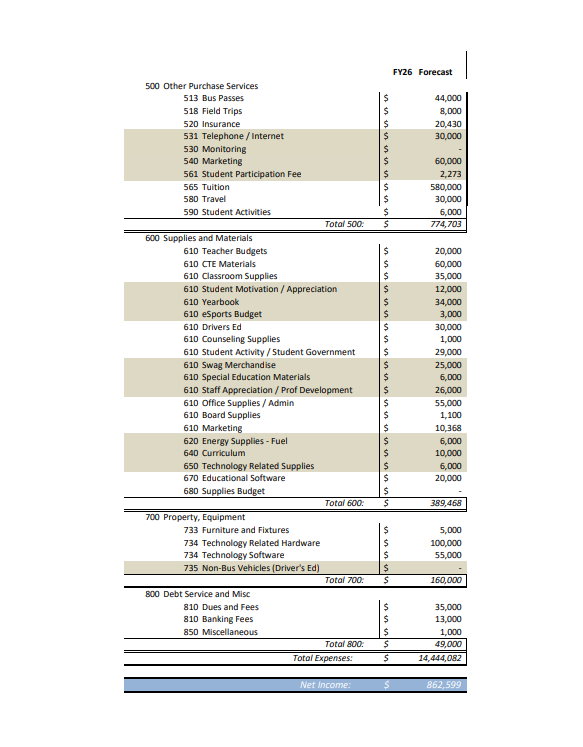 FY26 Forecast
500 Other Purchase Services
513 Bus Passes $ 44,000
518 Field Trips $ 8,000
520 Insurance $ 20,430
531 Telephone / Internet $ 30,000
530 Monitoring $ -
540 Marketing $ 60,000
561 Student Participation Fee $ 2,273
565 Tuition $ 580,000
580 Travel $ 30,000
590 Student Activities $ 6,000
Total 500: $ 774,703
600 Supplies and Materials
610 Teacher Budgets $ 20,000
610 CTE Materials $ 60,000
610 Classroom Supplies $ 35,000
610 Student Motivation / Appreciation $ 12,000
610 Yearbook $ 34,000
610 eSports Budget $ 3,000
610 Drivers Ed $ 30,000
610 Counseling Supplies $ 1,000
610 Student Activity / Student Government $ 29,000
610 Swag Merchandise $ 25,000
610 Special Education Materials $ 6,000
610 Staff Appreciation / Prof Development $ 26,000
610 Office Supplies / Admin $ 55,000
610 Board Supplies $ 1,100
610 Marketing $ 10,368
620 Energy Supplies - Fuel $ 6,000
640 Curriculum $ 10,000
650 Technology Related Supplies $ 6,000
670 Educational Software $ 20,000
680 Supplies Budget $ -
Total 600: $ 389,468
700 Property, Equipment
733 Furniture and Fixtures $ 5,000
734 Technology Related Hardware $ 100,000
734 Technology Software $ 55,000
735 Non-Bus Vehicles (Driver's Ed) $ -
Total 700: $ 160,000
800 Debt Service and Misc
810 Dues and Fees $ 35,000
810 Banking Fees $ 13,000
850 Miscellaneous $ 1,000
Total 800: $ 49,000
Total Expenses: $ 14,444,082
Net Income: $ 862,599